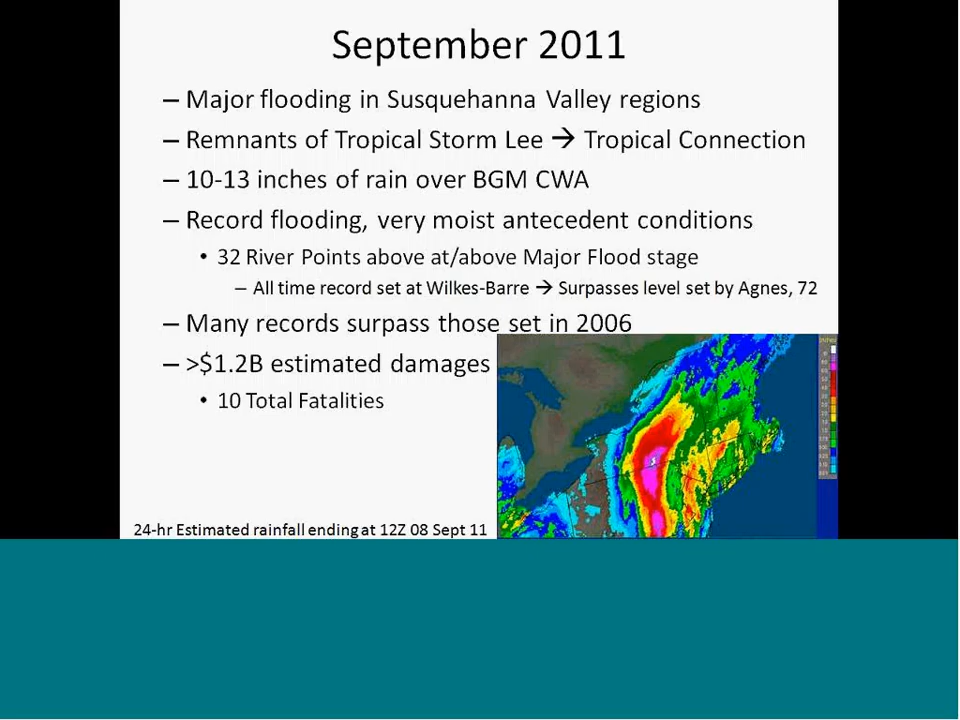 September 2011
– Major flooding in Susquehanna Valley regions
– Remnants of Tropical Storm Lee → Tropical Connection
– 10-13 inches of rain over BGM CWA
– Record flooding, very moist antecedent conditions
• 32 River Points above at/above Major Flood stage
– All time record set at Wilkes-Barre → Surpasses level set by Agnes, 72
– Many records surpass those set in 2006
– >$1.2B estimated damages
• 10 Total Fatalities
24-hr Estimated rainfall ending at 12Z 08 Sept 11